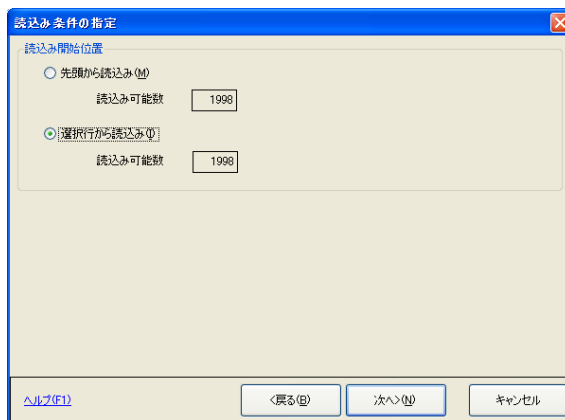 読込み条件の指定
読込み開始位置
先頭から読込み(M)
読込み可能数 1998
選択行から読込み(I)
読込み可能数 1998
ヘルプ(F1) <戻る(B) 次へ>(N) キャンセル